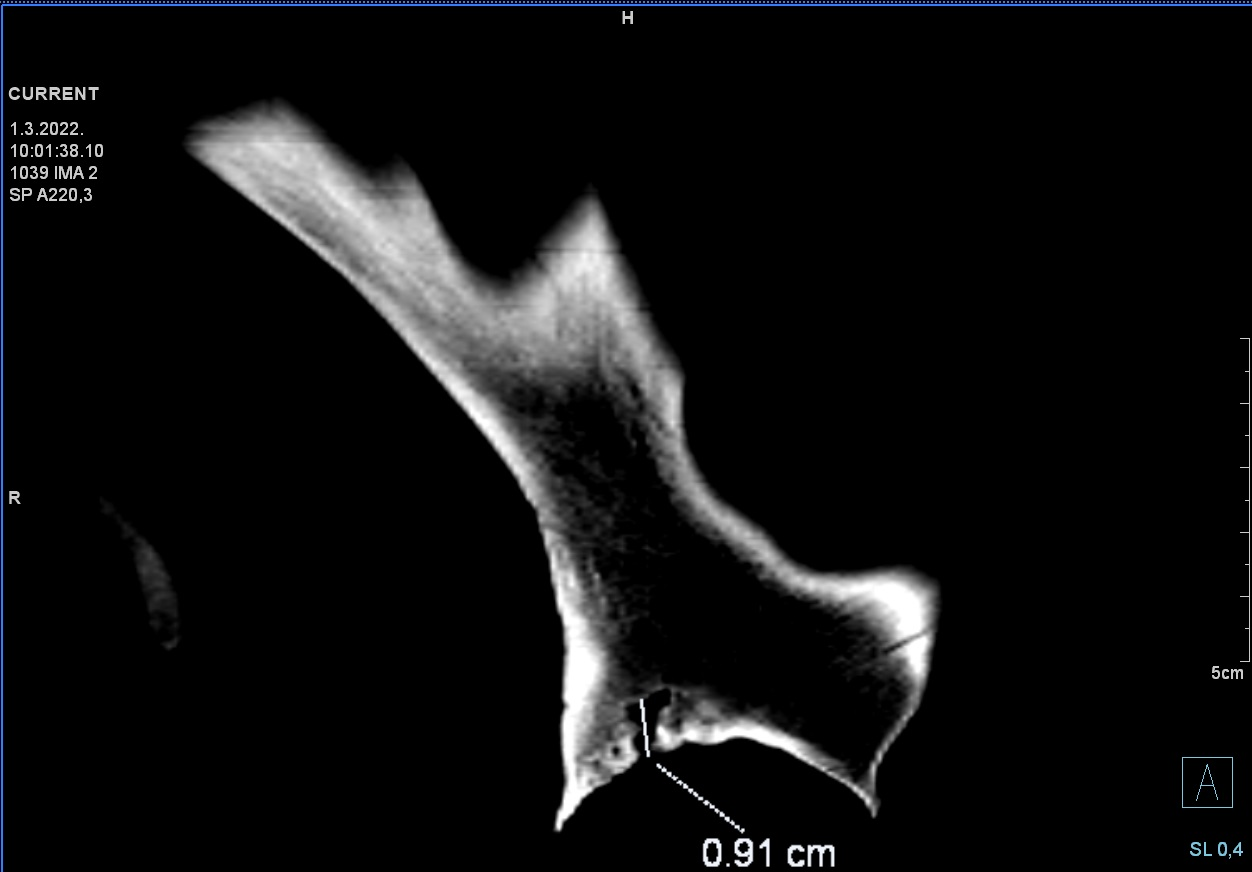 H
CURRENT
1.3.2022.
10:01:38.10
1039 IMA 2
SP A220,3
R
5cm
A
0.91 cm
SL 0,4